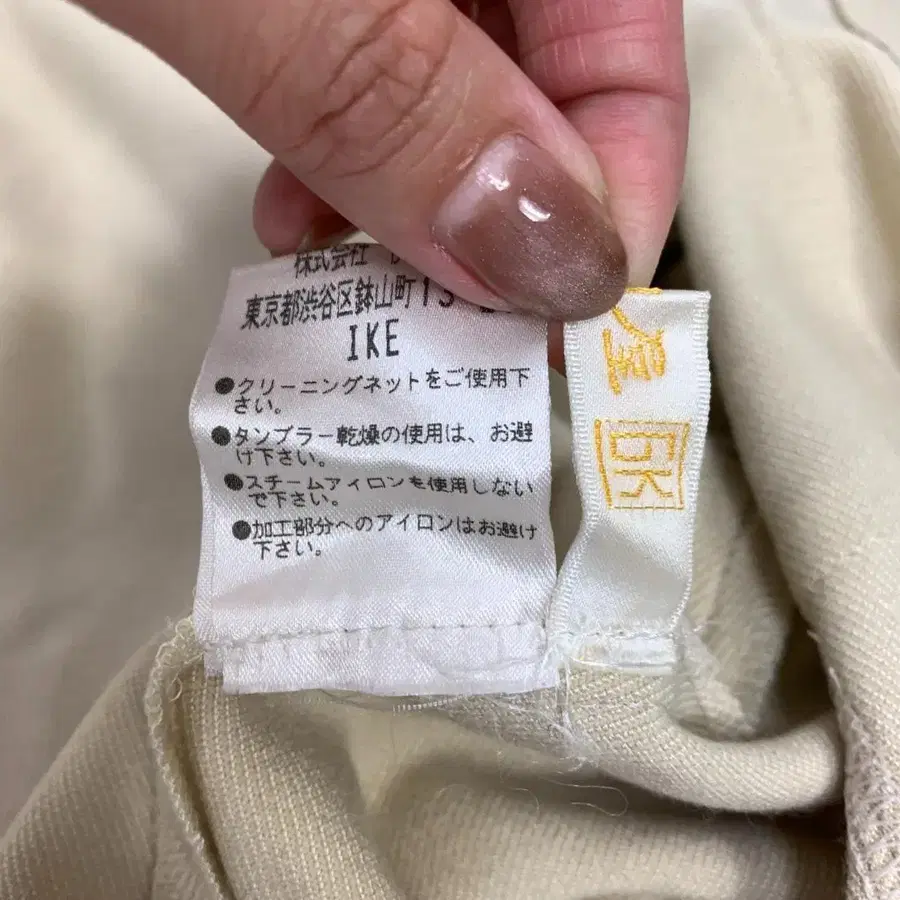 株式会社
東京都渋谷区鉢山町13
IKE
●クリーニングネットをご使用下
さい。
●タンブラー乾燥の使用は、お避
け下さい。
●スチームアイロンを使用しない
で下さい。
●加工部分へのアイロンはお避け
下さい。
GK